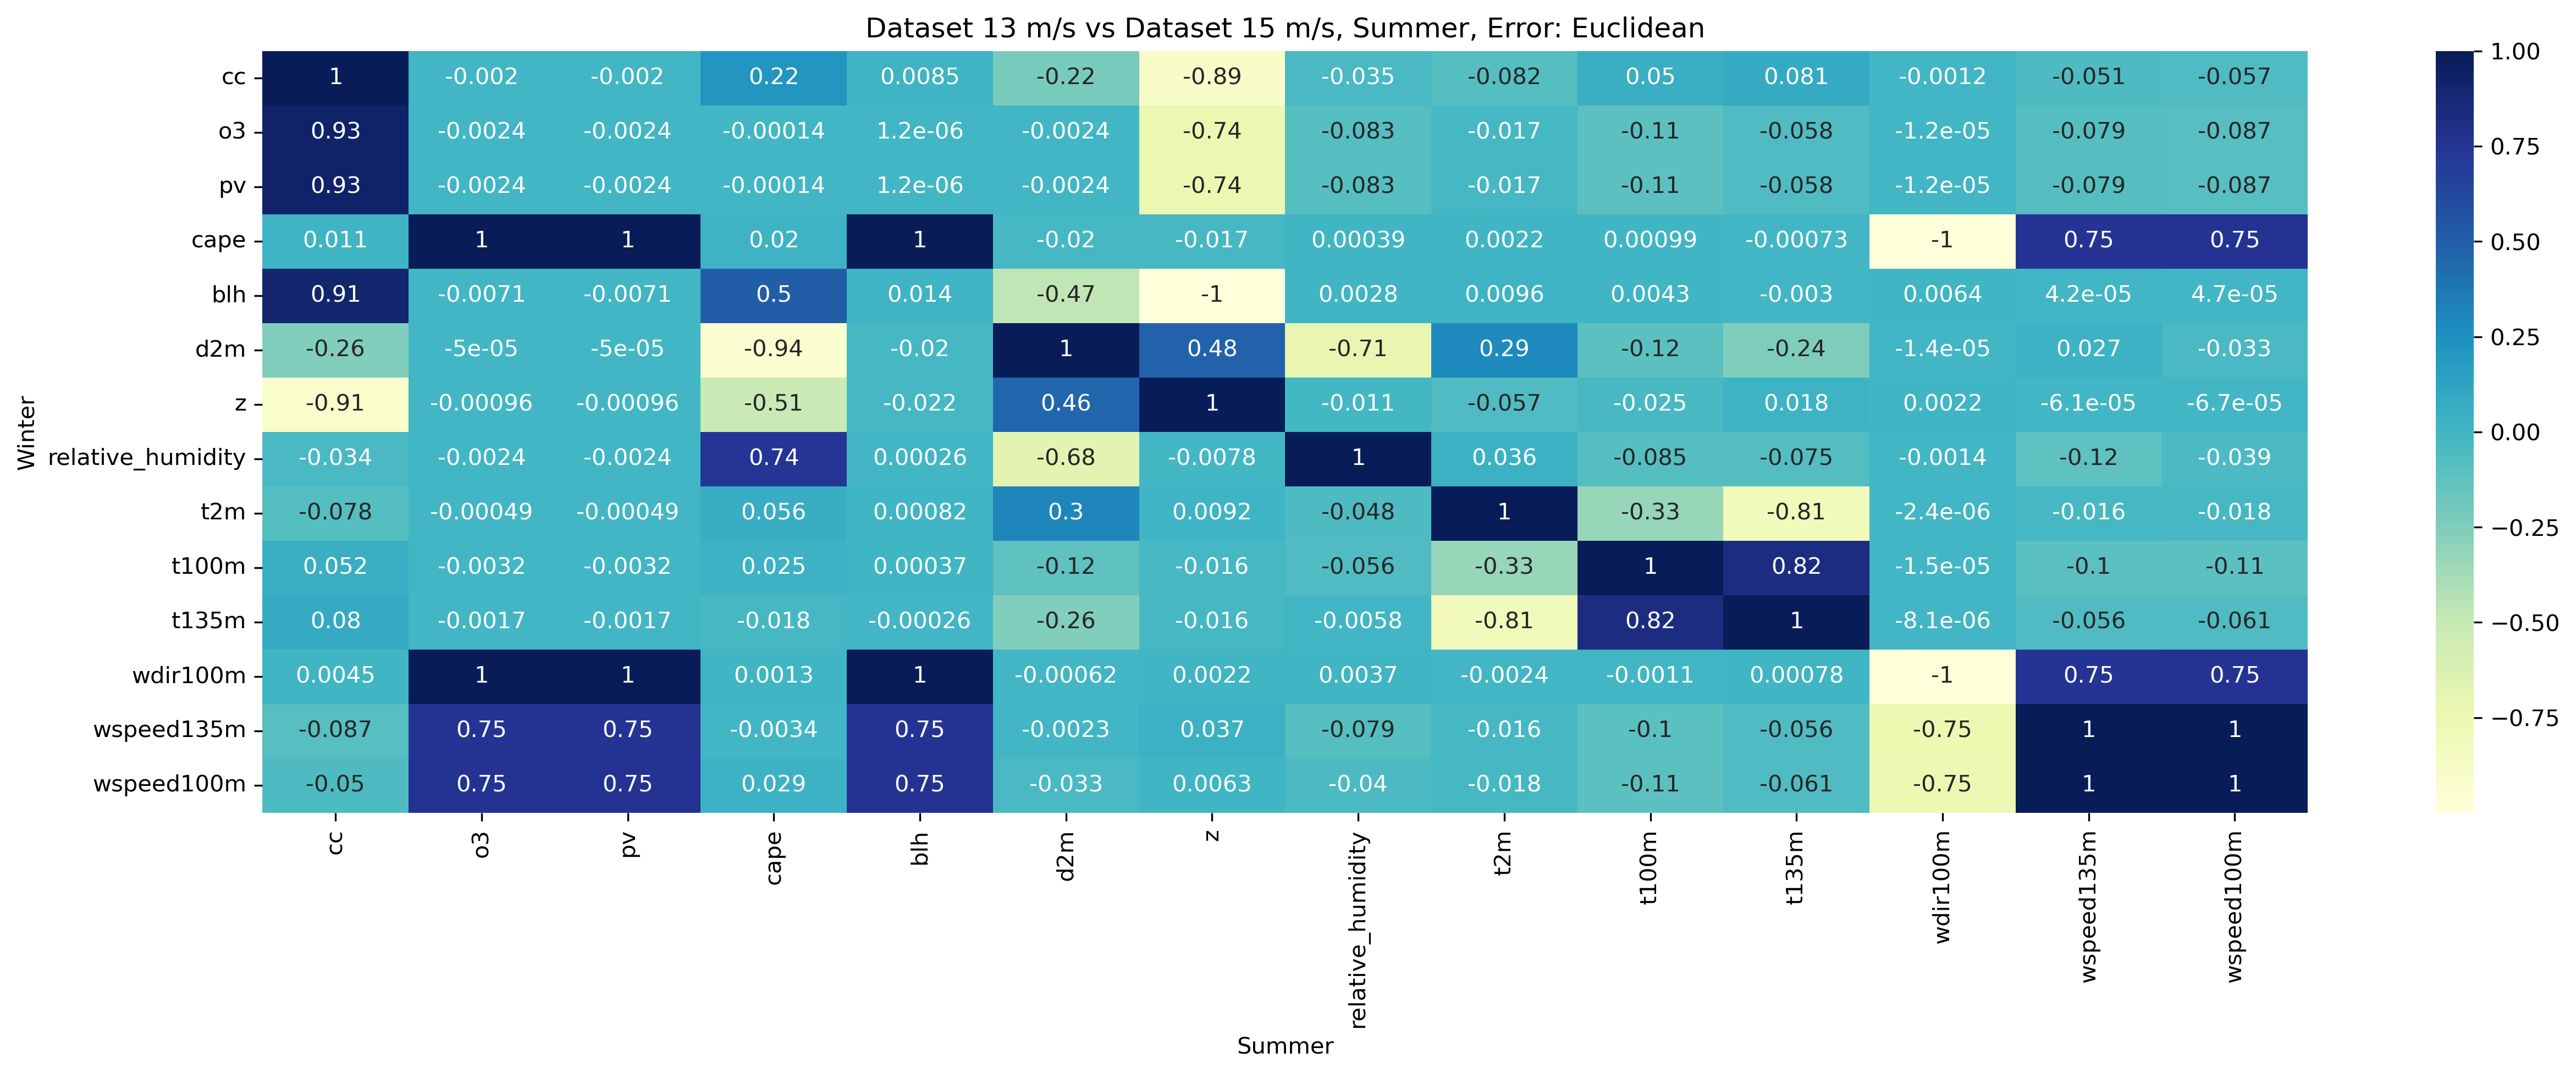 Dataset 13 m/s vs Dataset 15 m/s, Summer, Error: Euclidean
Winter
cc 1 -0.002 -0.002 0.22 0.0085 -0.22 -0.89 -0.035 -0.082 0.05 0.081 -0.0012 -0.051 -0.057
o3 0.93 -0.0024 -0.0024 -0.00014 1.2e-06 -0.0024 -0.74 -0.083 -0.017 -0.11 -0.058 -1.2e-05 -0.079 -0.087
pv 0.93 -0.0024 -0.0024 -0.00014 1.2e-06 -0.0024 -0.74 -0.083 -0.017 -0.11 -0.058 -1.2e-05 -0.079 -0.087
cape 0.011 1 1 0.02 1 -0.02 -0.017 0.00039 0.0022 0.00099 -0.00073 -1 0.75 0.75
blh 0.91 -0.0071 -0.0071 0.5 0.014 -0.47 -1 0.0028 0.0096 0.0043 -0.003 0.0064 4.2e-05 4.7e-05
d2m -0.26 -5e-05 -5e-05 -0.94 -0.02 1 0.48 -0.71 0.29 -0.12 -0.24 -1.4e-05 0.027 -0.033
z -0.91 -0.00096 -0.00096 -0.51 -0.022 0.46 1 -0.011 -0.057 -0.025 0.018 0.0022 -6.1e-05 -6.7e-05
relative_humidity -0.034 -0.0024 -0.0024 0.74 0.00026 -0.68 -0.0078 1 0.036 -0.085 -0.075 -0.0014 -0.12 -0.039
t2m -0.078 -0.00049 -0.00049 0.056 0.00082 0.3 0.0092 -0.048 1 -0.33 -0.81 -2.4e-06 -0.016 -0.018
t100m 0.052 -0.0032 -0.0032 0.025 0.00037 -0.12 -0.016 -0.056 -0.33 1 0.82 -1.5e-05 -0.1 -0.11
t135m 0.08 -0.0017 -0.0017 -0.018 -0.00026 -0.26 -0.016 -0.0058 -0.81 0.82 1 -8.1e-06 -0.056 -0.061
wdir100m 0.0045 1 1 0.0013 1 -0.00062 0.0022 0.0037 -0.0024 -0.0011 0.00078 -1 0.75 0.75
wspeed135m -0.087 0.75 0.75 -0.0034 0.75 -0.0023 0.037 -0.079 -0.016 -0.1 -0.056 -0.75 1 1
wspeed100m -0.05 0.75 0.75 0.029 0.75 -0.033 0.0063 -0.04 -0.018 -0.11 -0.061 -0.75 1 1
cc o3 pv cape blh d2m z relative_humidity t2m t100m t135m wdir100m wspeed135m wspeed100m
Summer
1.00
0.75
0.50
0.25
0.00
−0.25
−0.50
−0.75